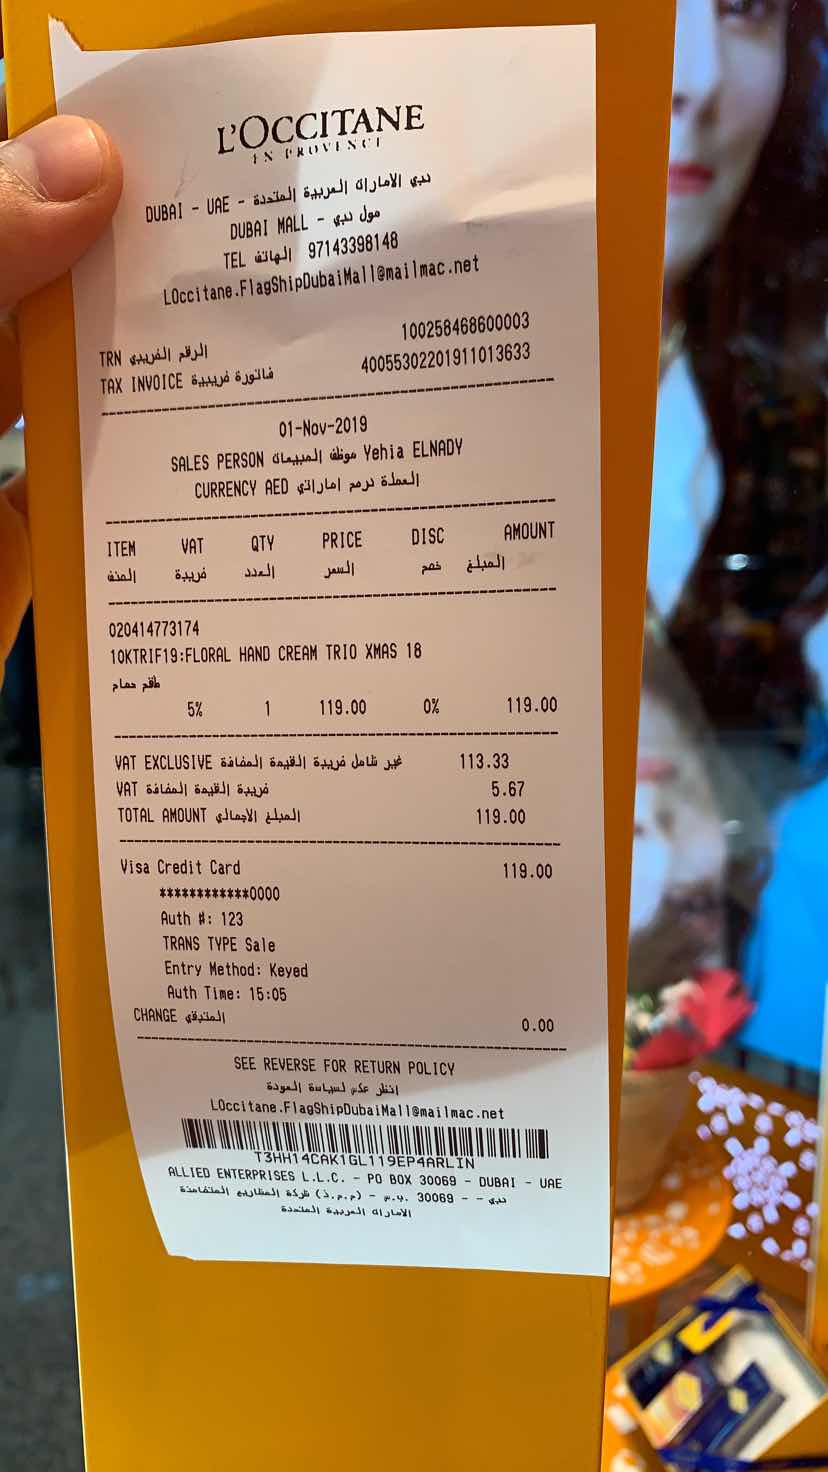 L'OCCITANE
EN PROVENCE
دبي الامارات العربية المتحدة - DUBAI - UAE
مول دبي - DUBAI MALL
TEL الهاتف 97143398148
LOccitane.FlagShipDubaiMall@mailmac.net
TRN الرقم الضريبي 100258468600003
TAX INVOICE فاتورة ضريبية 40055302201911013633
01-Nov-2019
SALES PERSON موظف المبيعات Yehia ELNADY
CURRENCY AED العملة درهم اماراتي
ITEM VAT QTY PRICE DISC AMOUNT
الصنف ضريبة العدد السعر خصم المبلغ
020414773174
10KTRIF19:FLORAL HAND CREAM TRIO XMAS 18
طقم حمام
5% 1 119.00 0% 119.00
VAT EXCLUSIVE غير شامل ضريبة القيمة المضافة 113.33
VAT ضريبة القيمة المضافة 5.67
TOTAL AMOUNT المبلغ الاجمالي 119.00
Visa Credit Card 119.00
************0000
Auth #: 123
TRANS TYPE Sale
Entry Method: Keyed
Auth Time: 15:05
CHANGE المتبقي 0.00
SEE REVERSE FOR RETURN POLICY
انظر عكس لسياسة العودة
LOccitane.FlagShipDubaiMall@mailmac.net
T3HH14CAK1GL119EP4ARLIN
ALLIED ENTERPRISES L.L.C. - PO BOX 30069 - DUBAI - UAE
شركة المشاريع المتضامنة (ذ.م.م) - ص.ب. 30069 - - دبي
الامارات العربية المتحدة